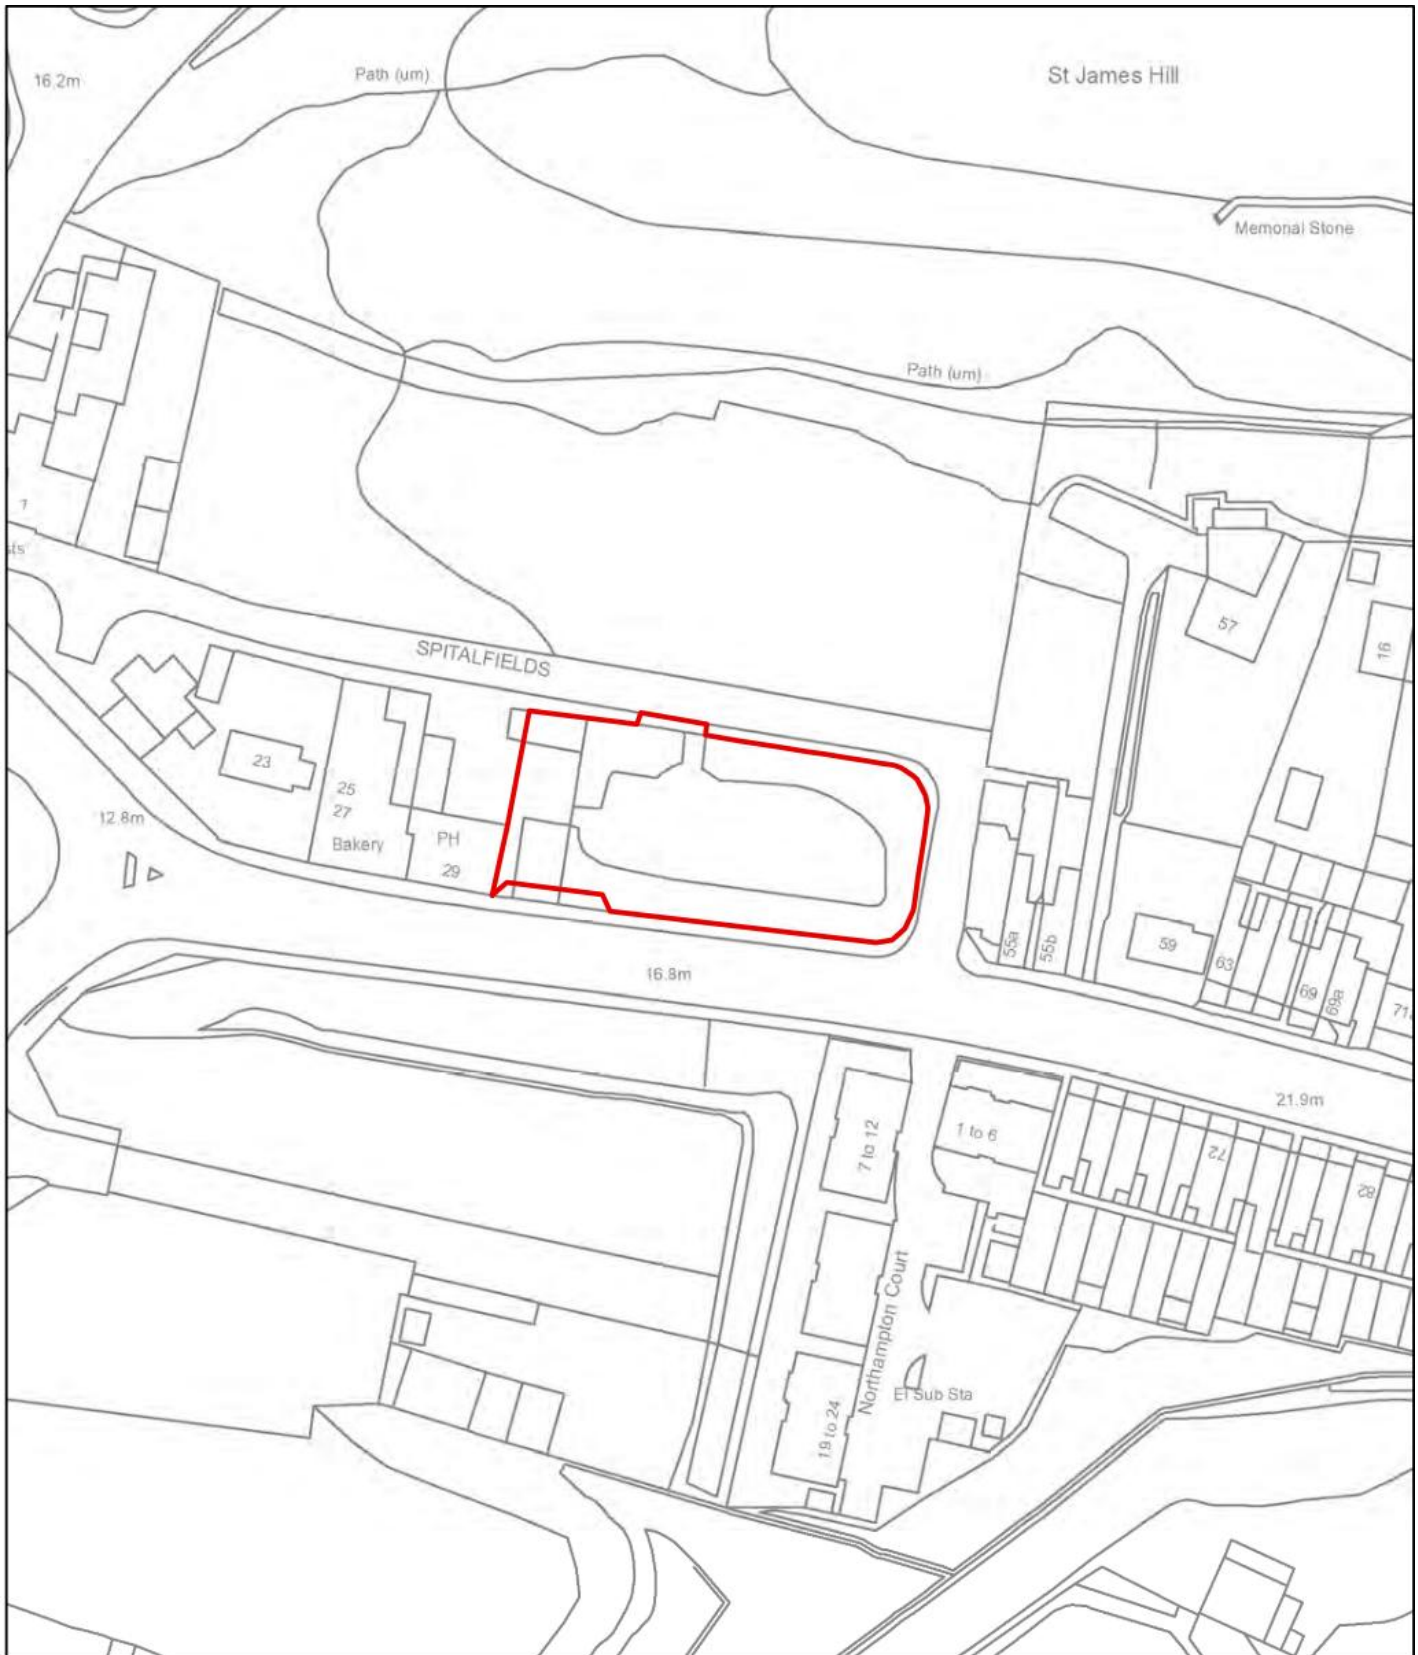 16.2m
Path (um)
St James Hill
Memorial Stone
Path (um)
57
16
SPITALFIELDS
23
25
27
Bakery
PH
29
12.8m
55a
55b
59
63
69
69a
16.8m
21.9m
7 to 12
1 to 6
72
82
Northampton Court
El Sub Sta
19 to 24